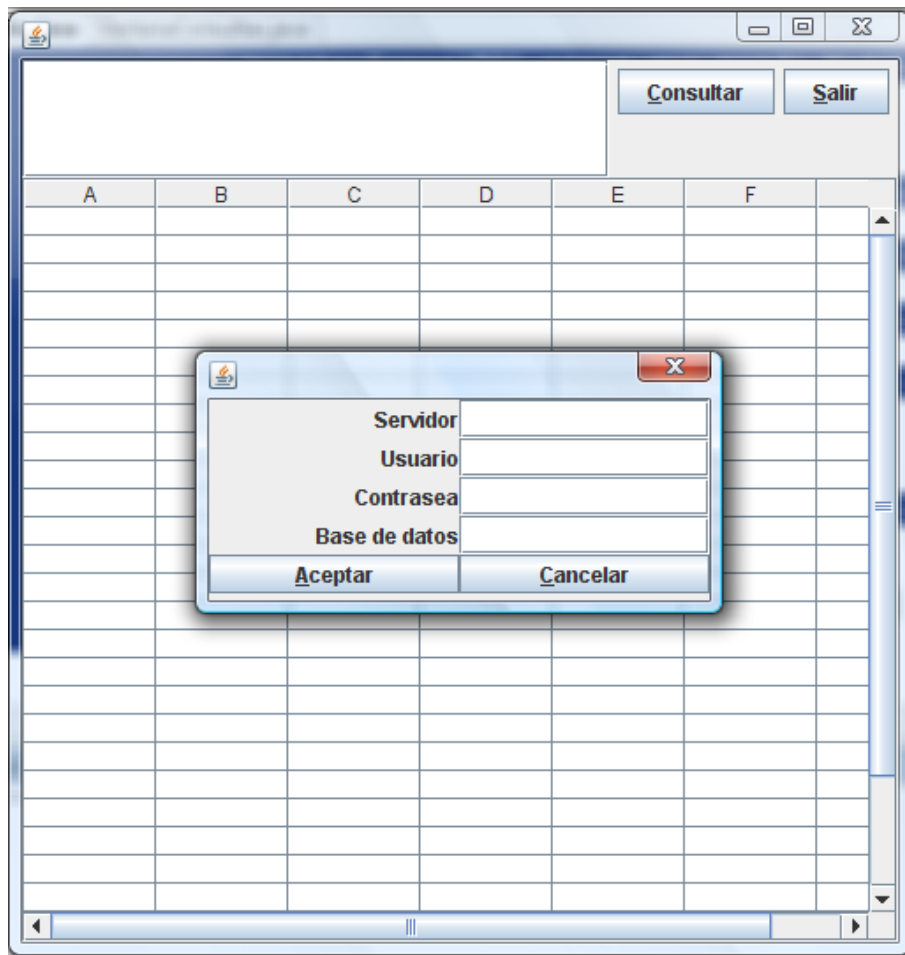 Consultar Salir
A B C D E F
Servidor
Usuario
Contrasea
Base de datos
Aceptar Cancelar